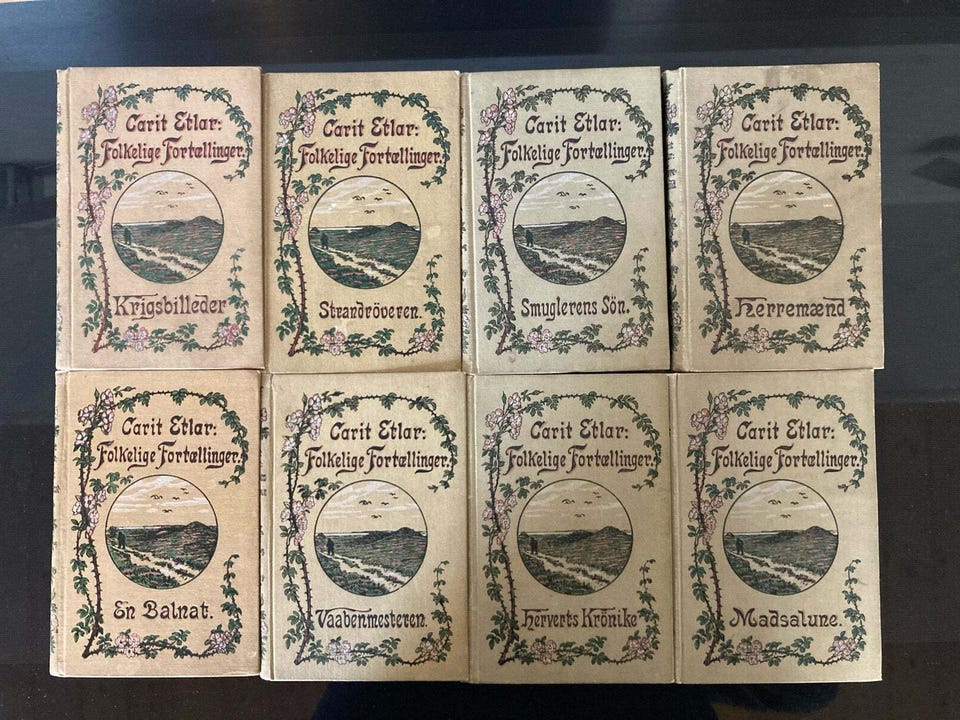 Carit Etlar:
Folkelige Fortællinger.
Krigsbilleder
Carit Etlar:
Folkelige Fortællinger.
Strandröveren.
Carit Etlar:
Folkelige Fortællinger.
Smuglerens Sön.
Carit Etlar:
Folkelige Fortællinger.
Herremænd
Carit Etlar:
Folkelige Fortællinger.
En Balnat.
Carit Etlar:
Folkelige Fortællinger.
Vaabenmesteren.
Carit Etlar:
Folkelige Fortællinger.
Herverts Krönike
Carit Etlar:
Folkelige Fortællinger.
Madsalune.